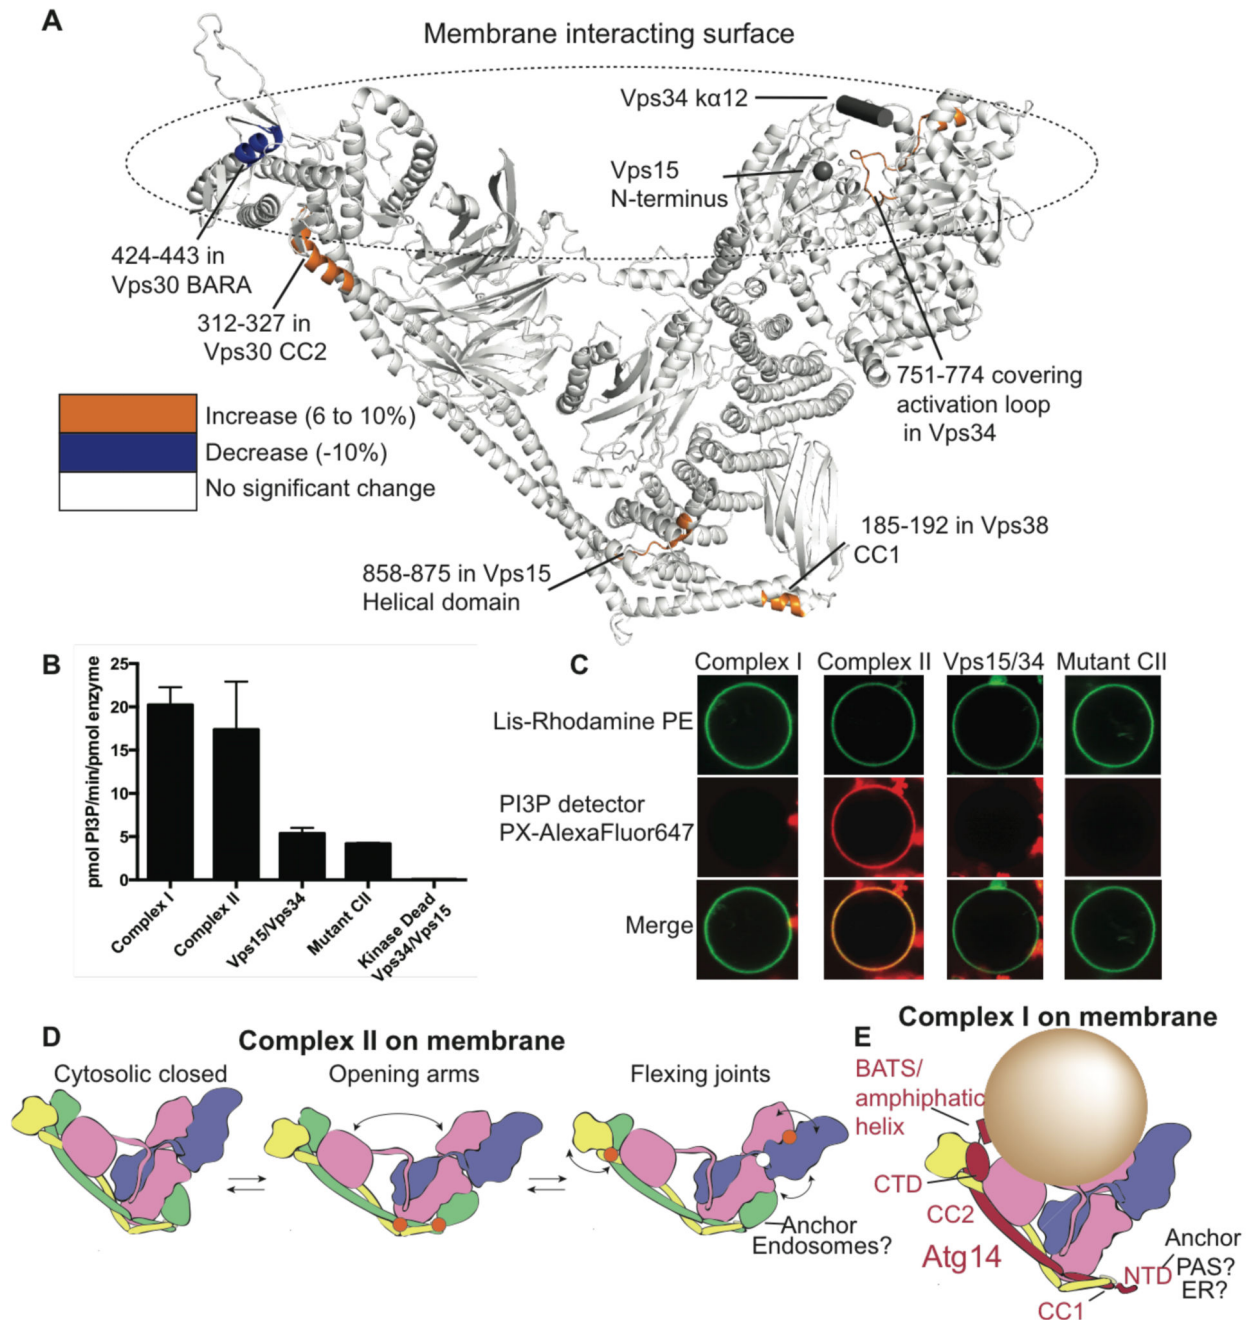 A
Membrane interacting surface
Vps34 kα12
Vps15
N-terminus
424-443 in
Vps30 BARA
312-327 in
Vps30 CC2
751-774 covering
activation loop
in Vps34
Increase (6 to 10%)
Decrease (-10%)
No significant change
185-192 in Vps38
CC1
858-875 in Vps15
Helical domain
B
pmol PI3P/min/pmol enzyme
25
20
15
10
5
0
Complex I
Complex II
Vps15/Vps34
Mutant CII
Kinase Dead
Vps34/Vps15
C
Complex I
Complex II
Vps15/34
Mutant CII
Lis-Rhodamine PE
PI3P detector
PX-AlexaFluor647
Merge
D
Complex II on membrane
Cytosolic closed
Opening arms
Flexing joints
Anchor
Endosomes?
E
Complex I on membrane
BATS/
amphiphatic
helix
CTD
CC2
Atg14
CC1
NTD
Anchor
PAS?
ER?